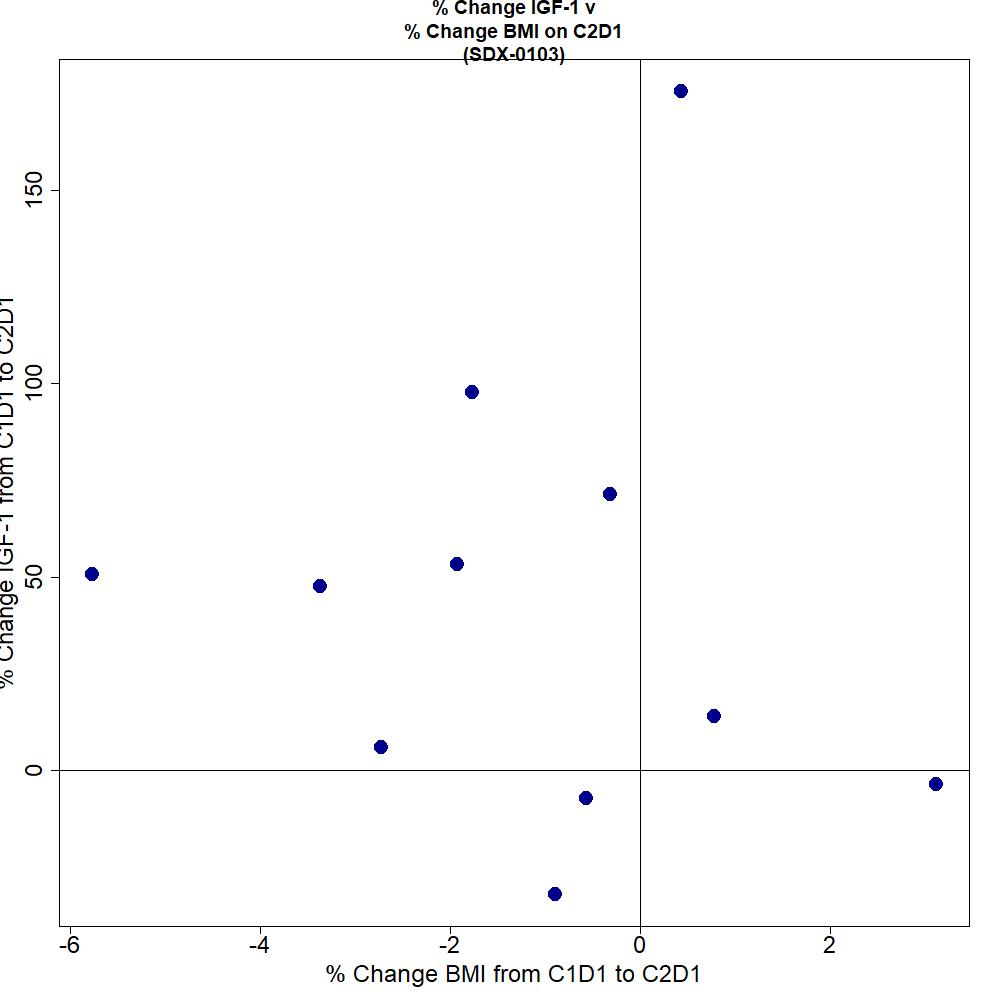 % Change IGF-1 v
% Change BMI on C2D1
(SDX-0103)
% Change IGF-1 from C1D1 to C2D1
150
100
50
0
-6 -4 -2 0 2
% Change BMI from C1D1 to C2D1